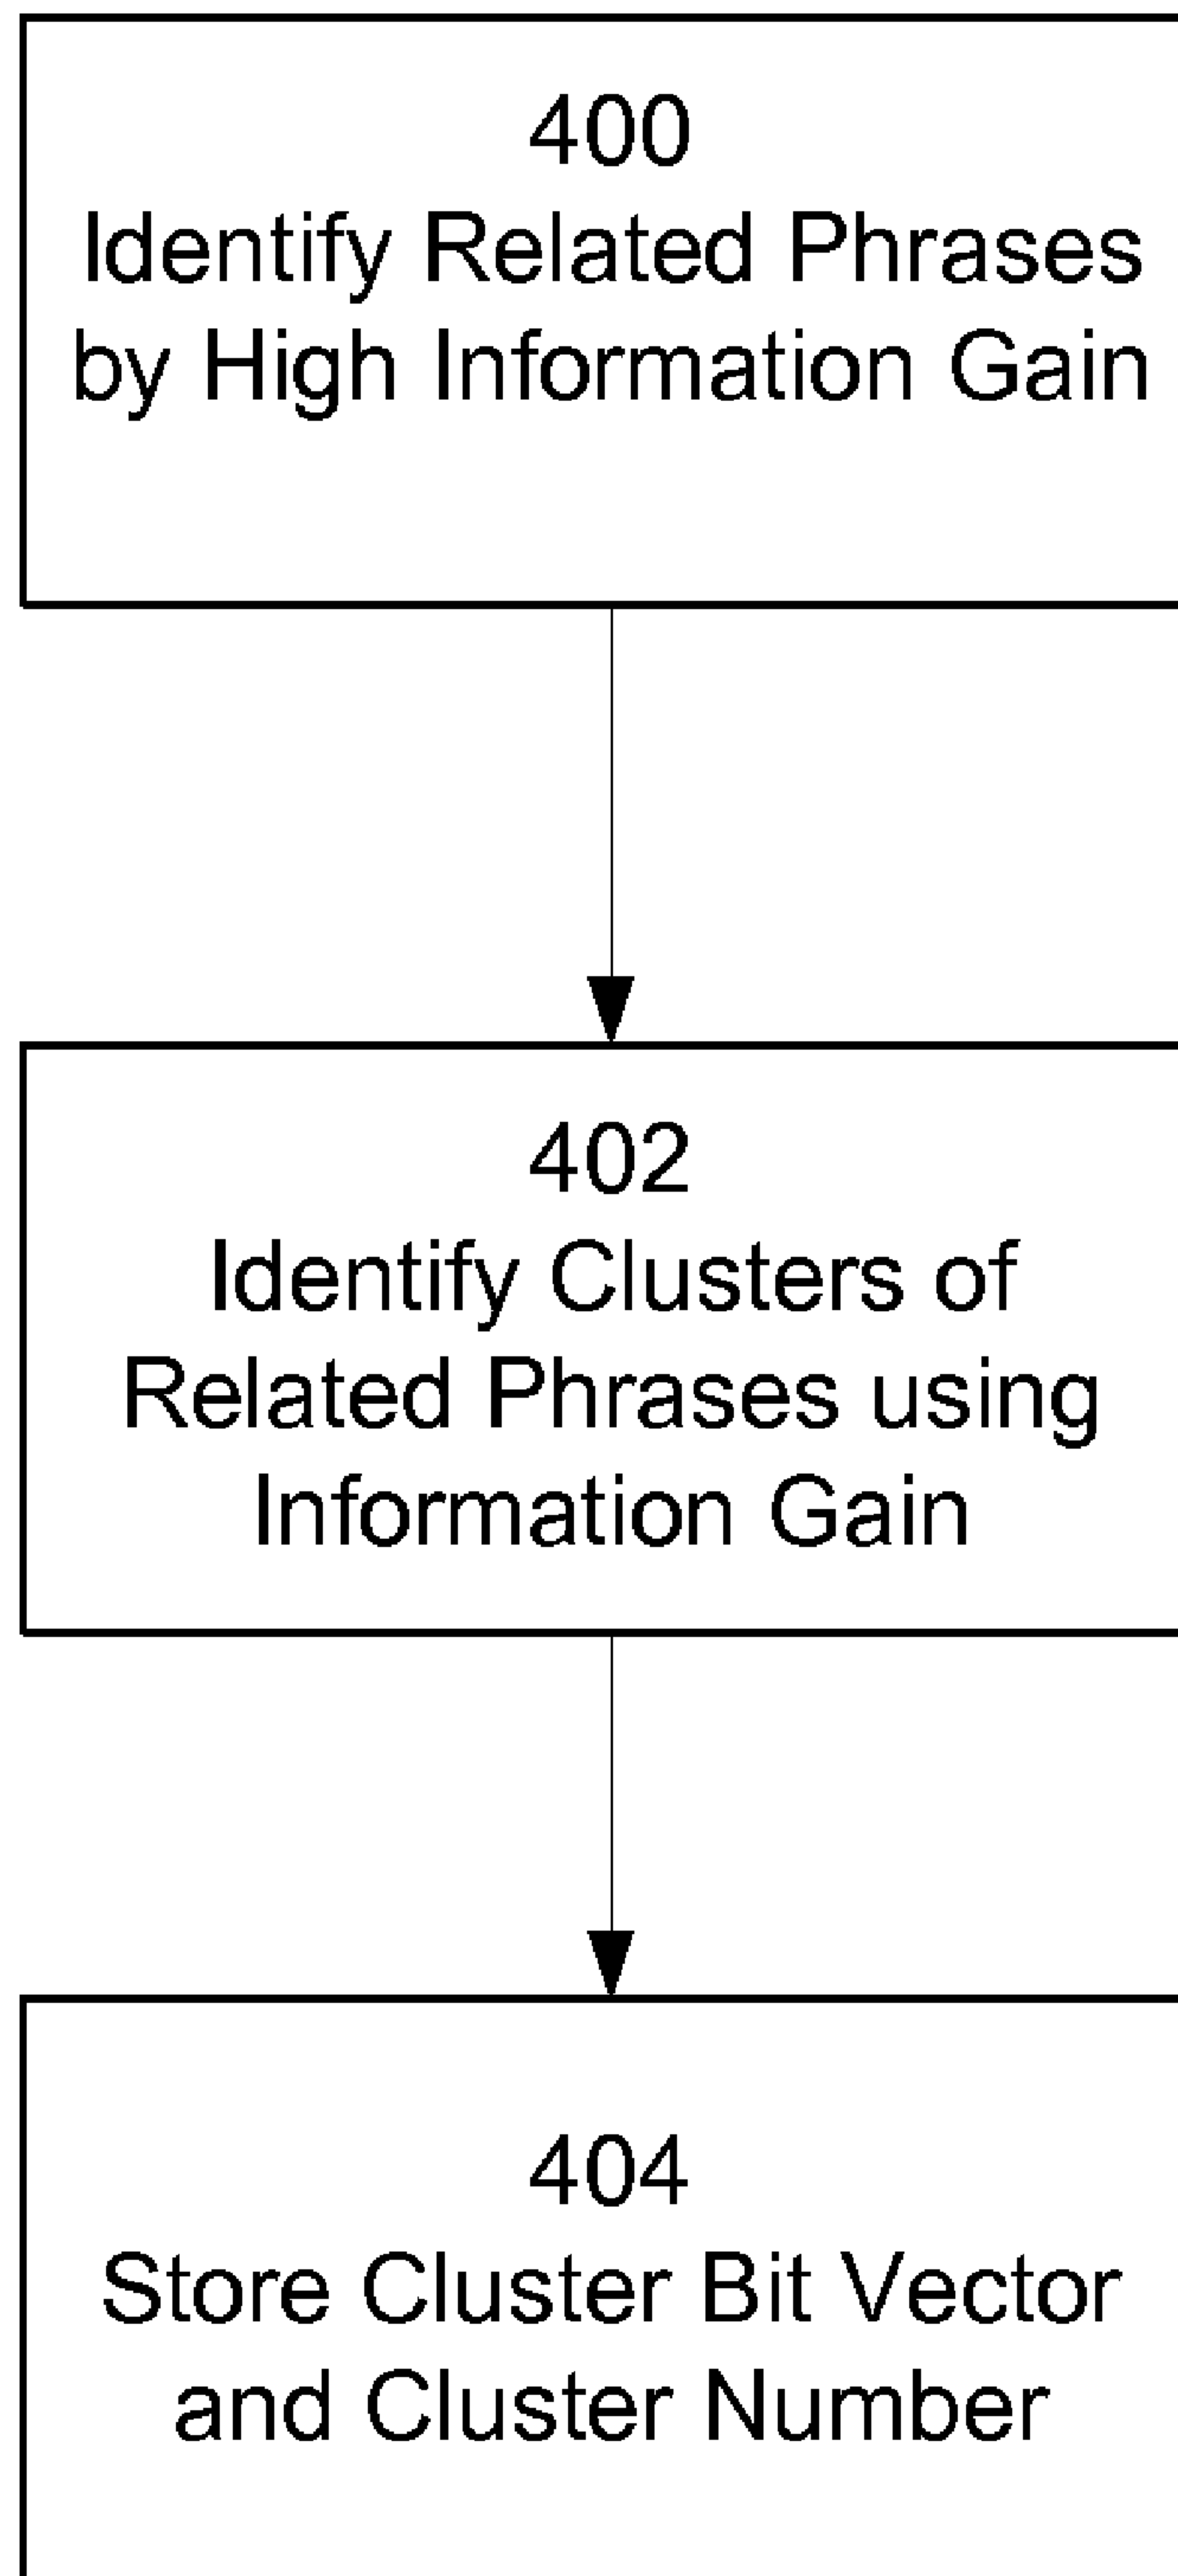 400
Identify Related Phrases
by High Information Gain
402
Identify Clusters of
Related Phrases using
Information Gain
404
Store Cluster Bit Vector
and Cluster Number